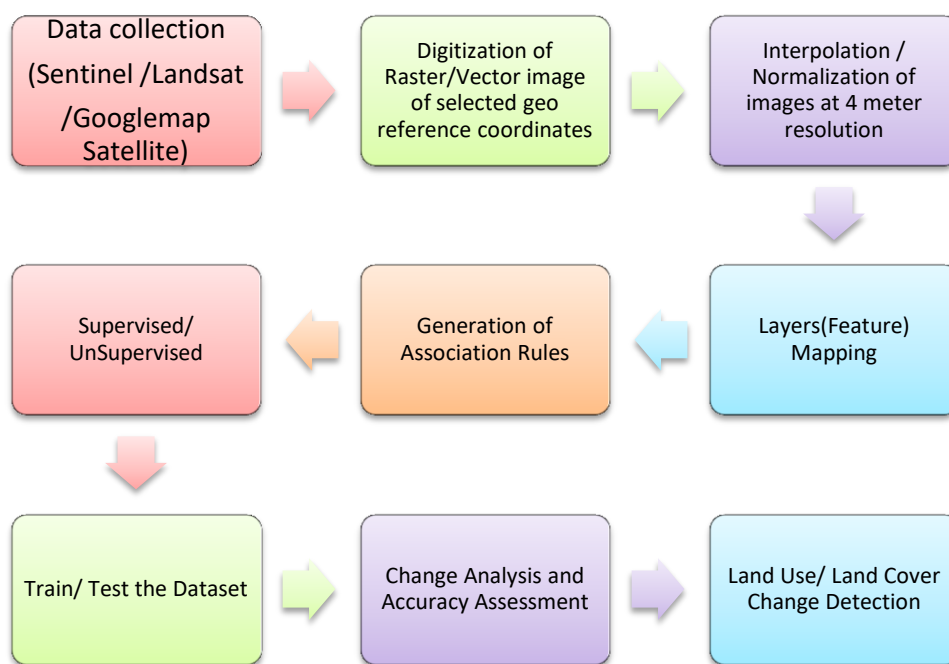 Data collection
(Sentinel /Landsat
/Googlemap
Satellite)
Digitization of
Raster/Vector image
of selected geo
reference coordinates
Interpolation /
Normalization of
images at 4 meter
resolution
Layers(Feature)
Mapping
Generation of
Association Rules
Supervised/
UnSupervised
Train/ Test the Dataset
Change Analysis and
Accuracy Assessment
Land Use/ Land Cover
Change Detection